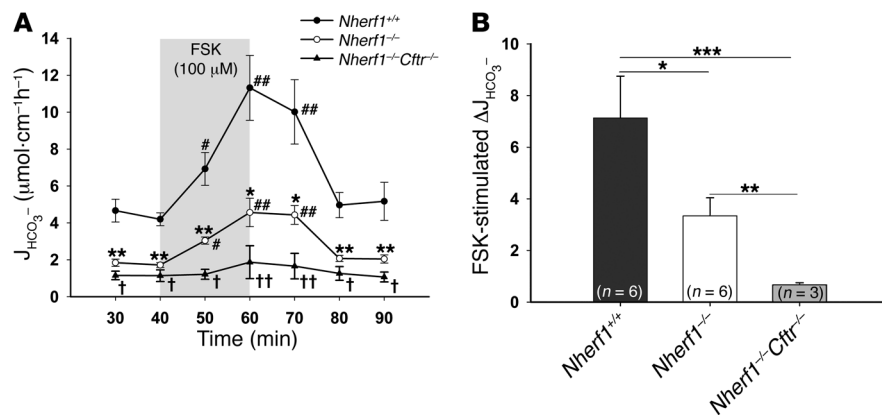 A
Nherf1+/+
Nherf1−/−
Nherf1−/−Cftr−/−
FSK
(100 μM)
JHCO3− (μmol·cm−1h−1)
14
12
10
8
6
4
2
0
##
##
#
*
##
*
##
**
#
**
**
**
**
†
†
†
††
††
†
†
30
40
50
60
70
80
90
Time (min)
B
FSK-stimulated ΔJHCO3−
10
8
6
4
2
0
***
*
**
(n = 6)
(n = 6)
(n = 3)
Nherf1+/+
Nherf1−/−
Nherf1−/−Cftr−/−